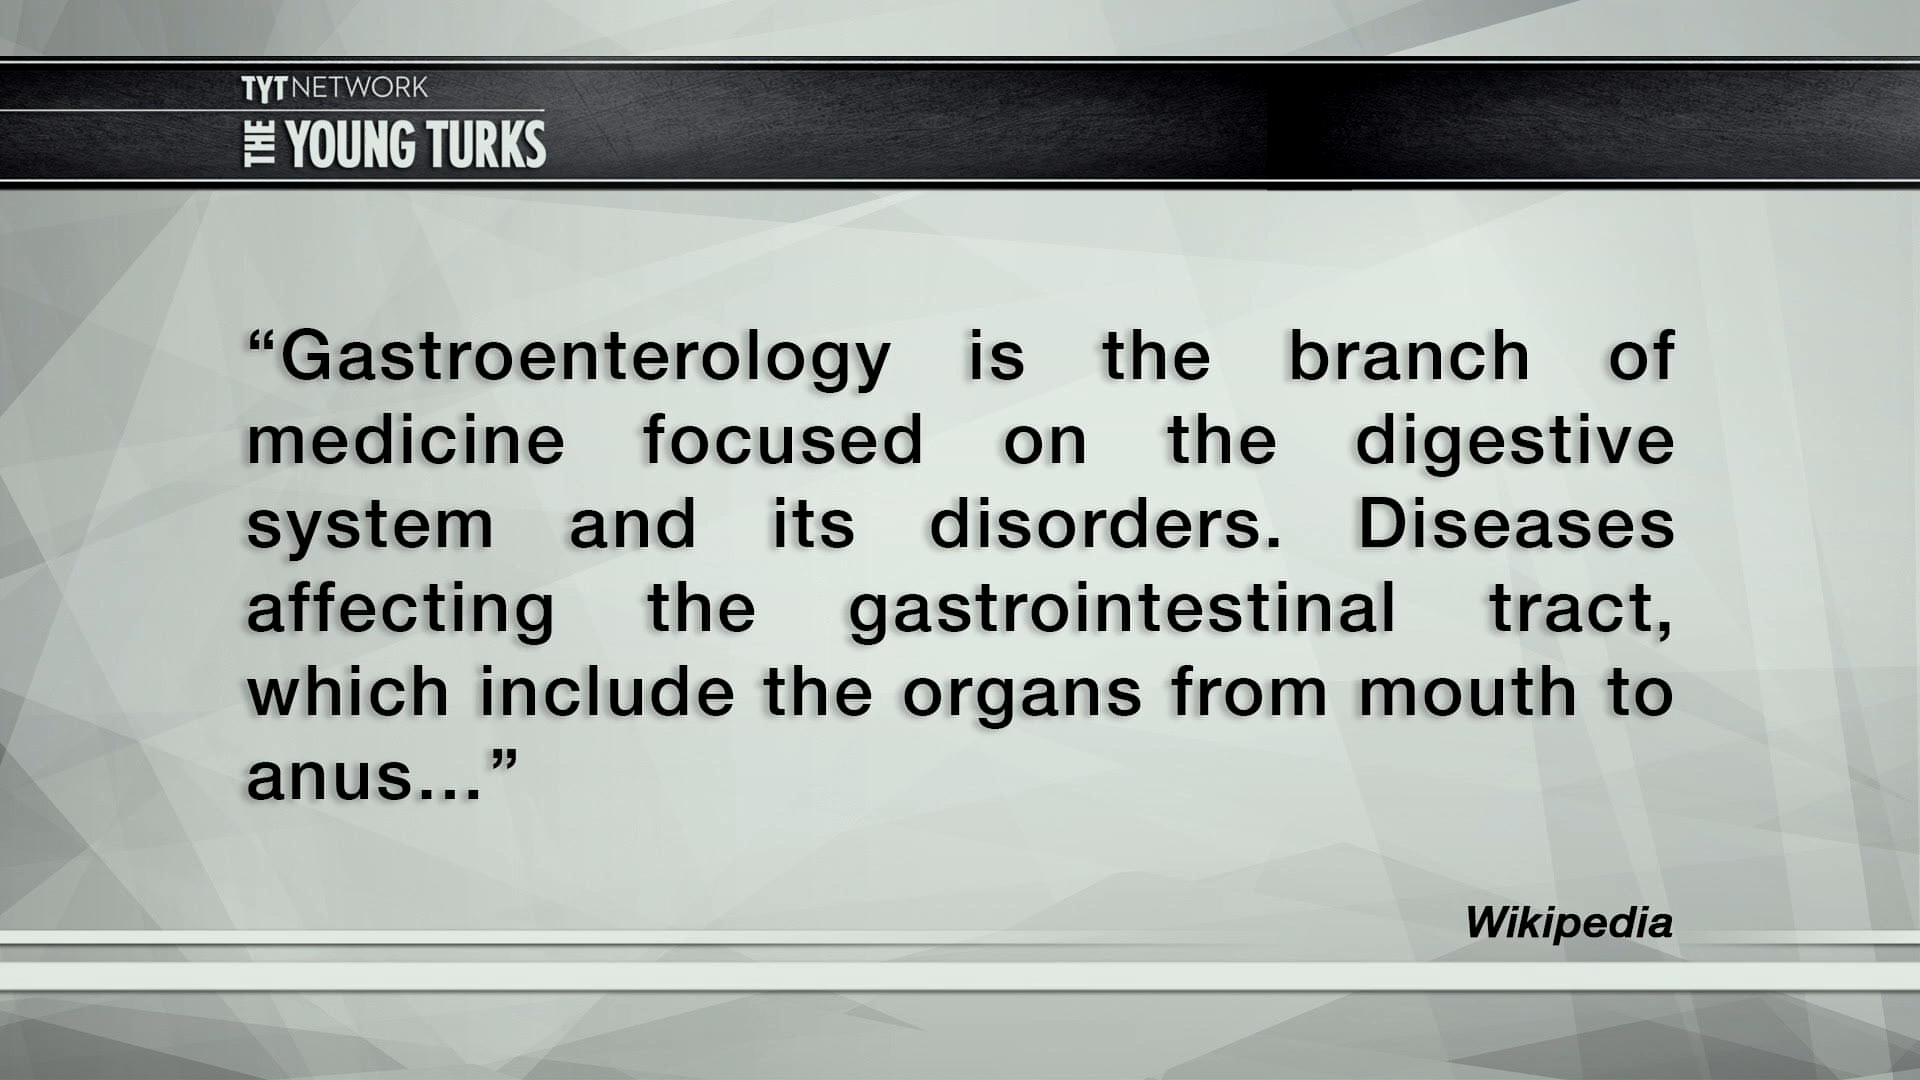 TYT NETWORK
THE YOUNG TURKS
“Gastroenterology is the branch of
medicine focused on the digestive
system and its disorders. Diseases
affecting the gastrointestinal tract,
which include the organs from mouth to
anus...”
Wikipedia